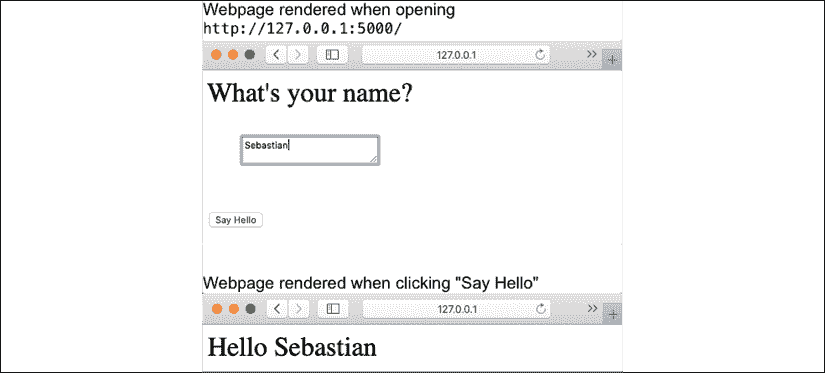 Webpage rendered when opening
http://127.0.0.1:5000/
127.0.0.1
What's your name?
Sebastian
Say Hello
Webpage rendered when clicking "Say Hello"
127.0.0.1
Hello Sebastian